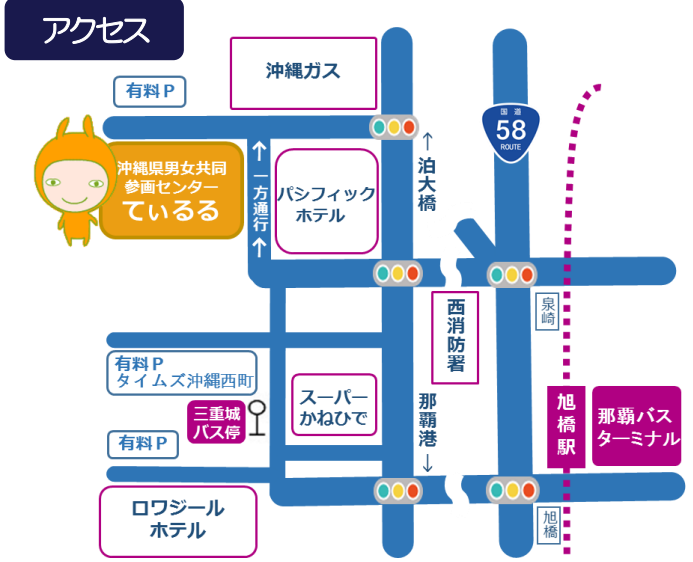 アクセス
沖縄ガス
有料P
国道
58
ROUTE
沖縄県男女共同
参画センター
てぃるる
↑
一方通行
↑
パシフィック
ホテル
↑
泊大橋
西消防署
泉崎
有料P
タイムズ沖縄西町
三重城
バス停
スーパー
かねひで
那覇港
↓
旭橋駅
那覇バス
ターミナル
有料P
ロワジール
ホテル
旭橋